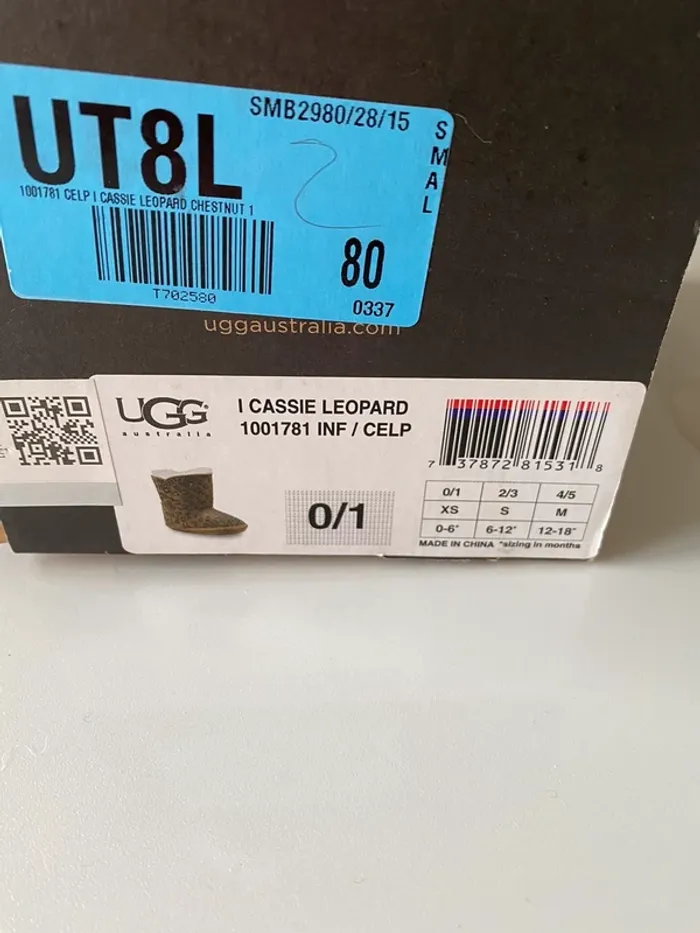 UT8L
SMB2980/28/15
SMALL
1001781 CELP I CASSIE LEOPARD CHESTNUT 1
T702580
80
0337
uggaustralia.com
UGG®
australia
I CASSIE LEOPARD
1001781 INF / CELP
0/1
7 37872 81531 8
0/1 2/3 4/5
XS S M
0-6* 6-12* 12-18*
MADE IN CHINA *sizing in months